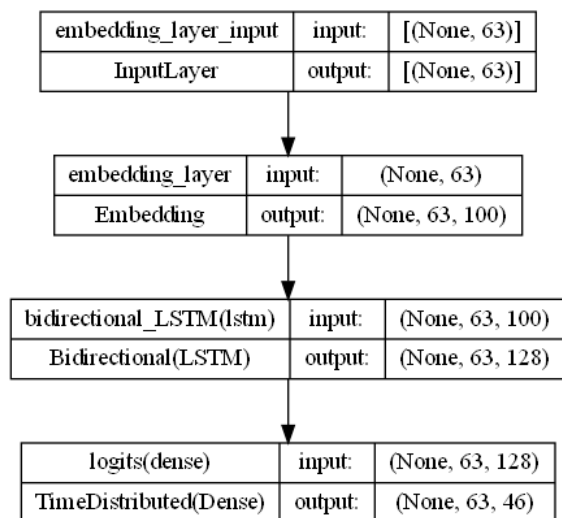 embedding_layer_input input: [(None, 63)]
InputLayer output: [(None, 63)]
embedding_layer input: (None, 63)
Embedding output: (None, 63, 100)
bidirectional_LSTM(lstm) input: (None, 63, 100)
Bidirectional(LSTM) output: (None, 63, 128)
logits(dense) input: (None, 63, 128)
TimeDistributed(Dense) output: (None, 63, 46)